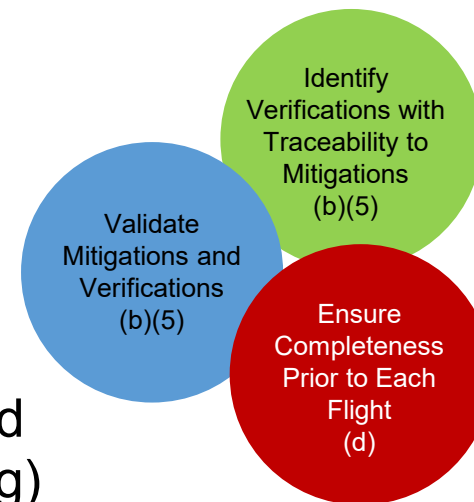 Identify
Verifications with
Traceability to
Mitigations
(b)(5)
Validate
Mitigations and
Verifications
(b)(5)
Ensure
Completeness
Prior to Each
Flight
(d)
d
g)